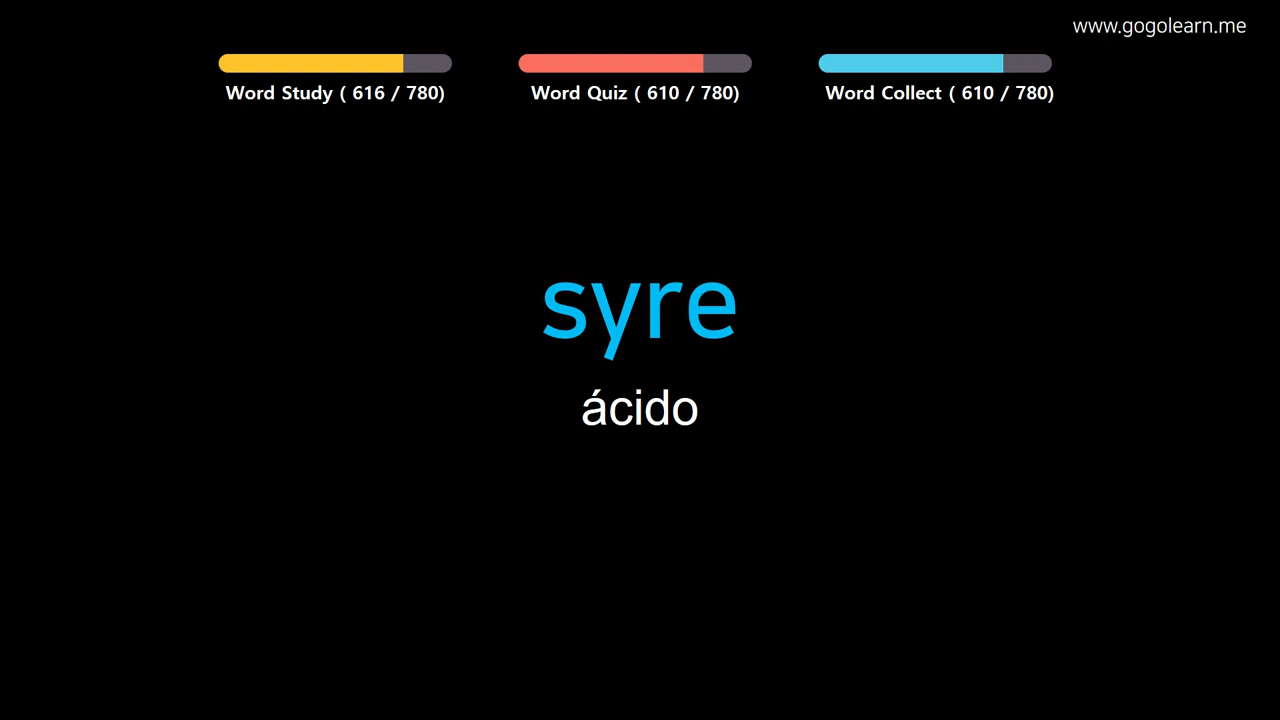 www.gogolearn.me
Word Study ( 616 / 780)
Word Quiz ( 610 / 780)
Word Collect ( 610 / 780)
syre
ácido